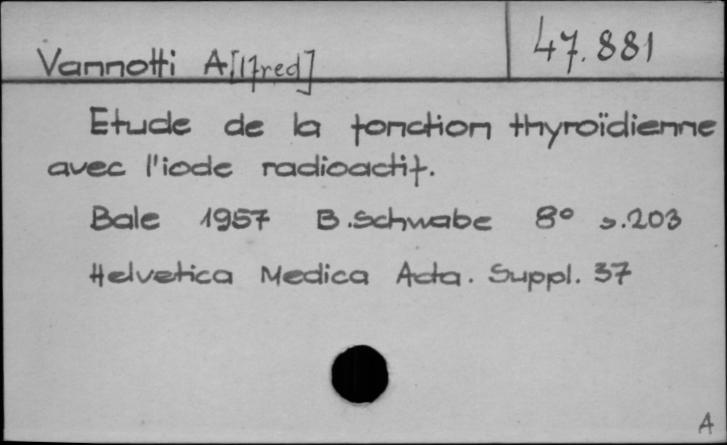 47.881
Vannotti A[lfred]
Etude de la fonction thyroïdienne
avec l'iode radioactif.
Bale 1957 B.Schwabe 8° s.203
Helvetica Medica Acta. Suppl. 37
A